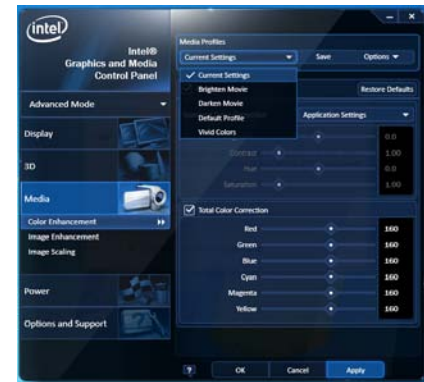 intel
Intel®
Graphics and Media
Control Panel
Advanced Mode
Display
3D
Media
Color Enhancement
Image Enhancement
Image Scaling
Power
Options and Support
Media Profiles
Current Settings
Save
Options
Current Settings
Brighten Movie
Darken Movie
Default Profile
Vivid Colors
Restore Defaults
Application Settings
0.0
Contrast 1.00
Hue 0.0
Saturation 1.00
Total Color Correction
Red 160
Green 160
Blue 160
Cyan 160
Magenta 160
Yellow 160
?
OK
Cancel
Apply